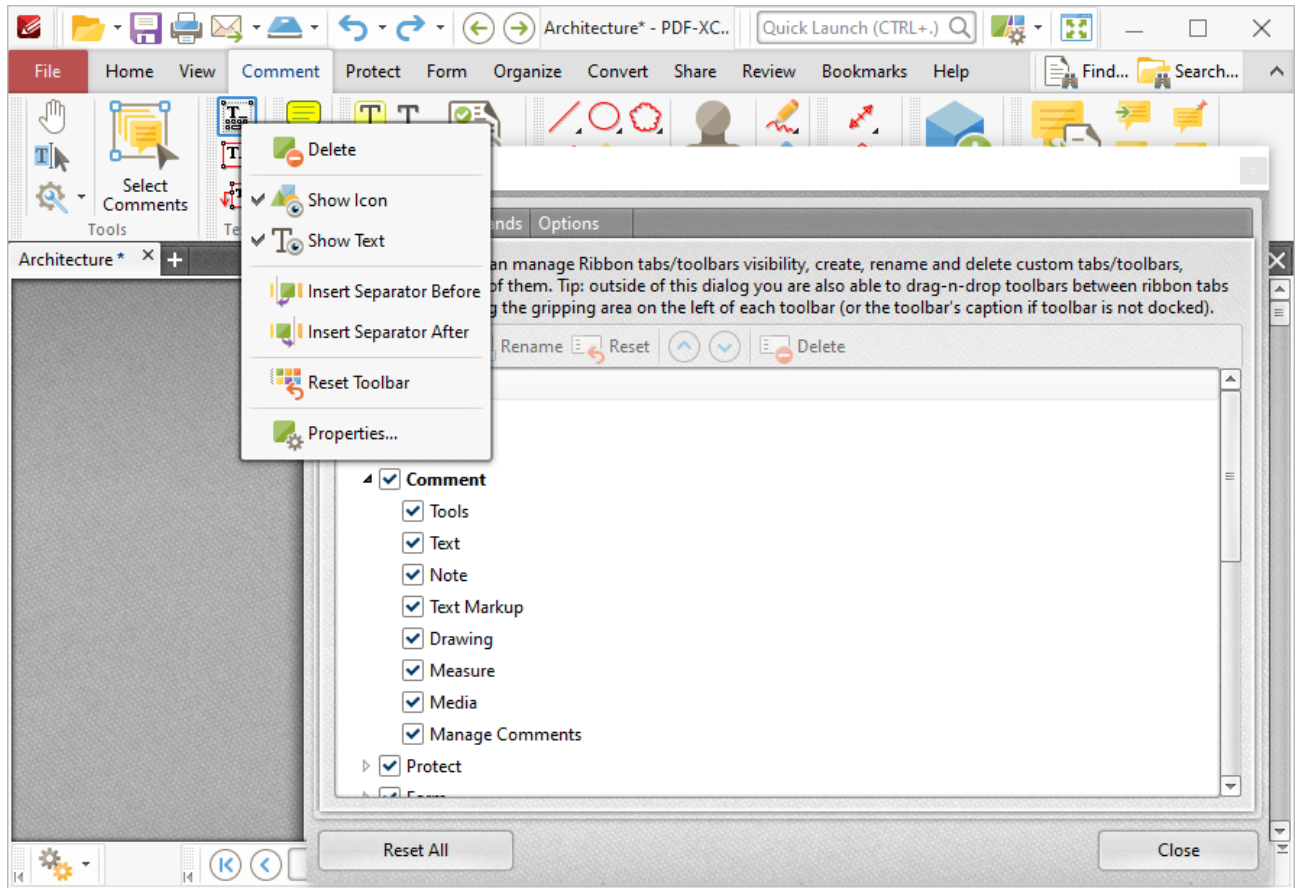 Architecture* - PDF-XC..
Quick Launch (CTRL+.)
File Home View Comment Protect Form Organize Convert Share Review Bookmarks Help Find... Search...
Select
Comments
Tools
Delete
Show Icon
Show Text
Insert Separator Before
Insert Separator After
Reset Toolbar
Properties...
Architecture *
Options
an manage Ribbon tabs/toolbars visibility, create, rename and delete custom tabs/toolbars,
of them. Tip: outside of this dialog you are also able to drag-n-drop toolbars between ribbon tabs
the gripping area on the left of each toolbar (or the toolbar's caption if toolbar is not docked).
Rename Reset Delete
Comment
Tools
Text
Note
Text Markup
Drawing
Measure
Media
Manage Comments
Protect
Form
Reset All Close